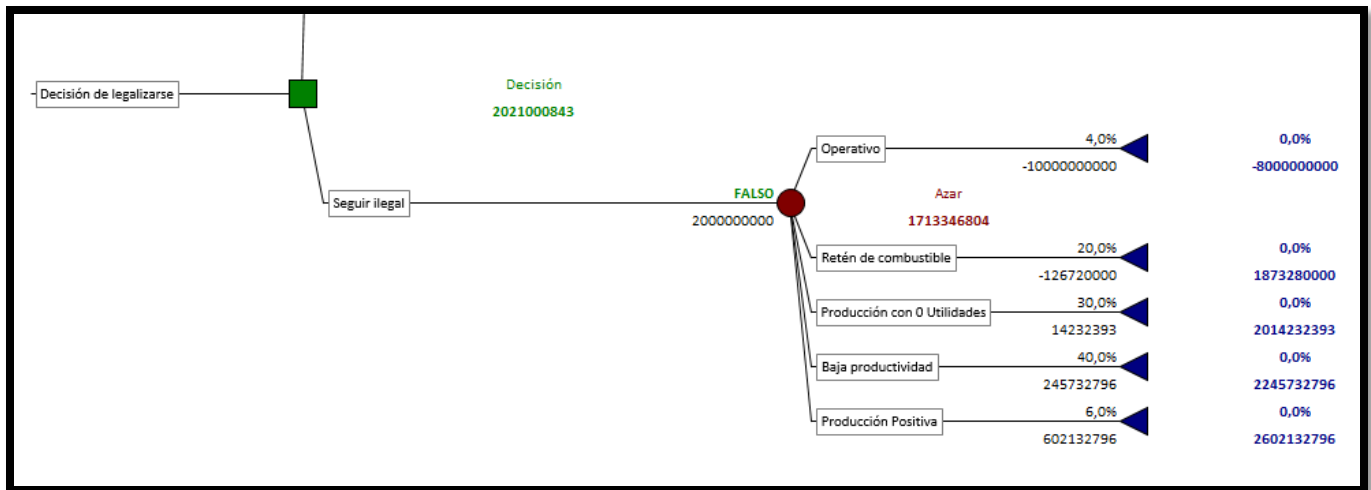 Decisión de legalizarse
Decisión
2021000843
Seguir ilegal
FALSO
2000000000
Azar
1713346804
Operativo
4,0%
-10000000000
0,0%
-8000000000
Retén de combustible
20,0%
-126720000
0,0%
1873280000
Producción con 0 Utilidades
30,0%
14232393
0,0%
2014232393
Baja productividad
40,0%
245732796
0,0%
2245732796
Producción Positiva
6,0%
602132796
0,0%
2602132796